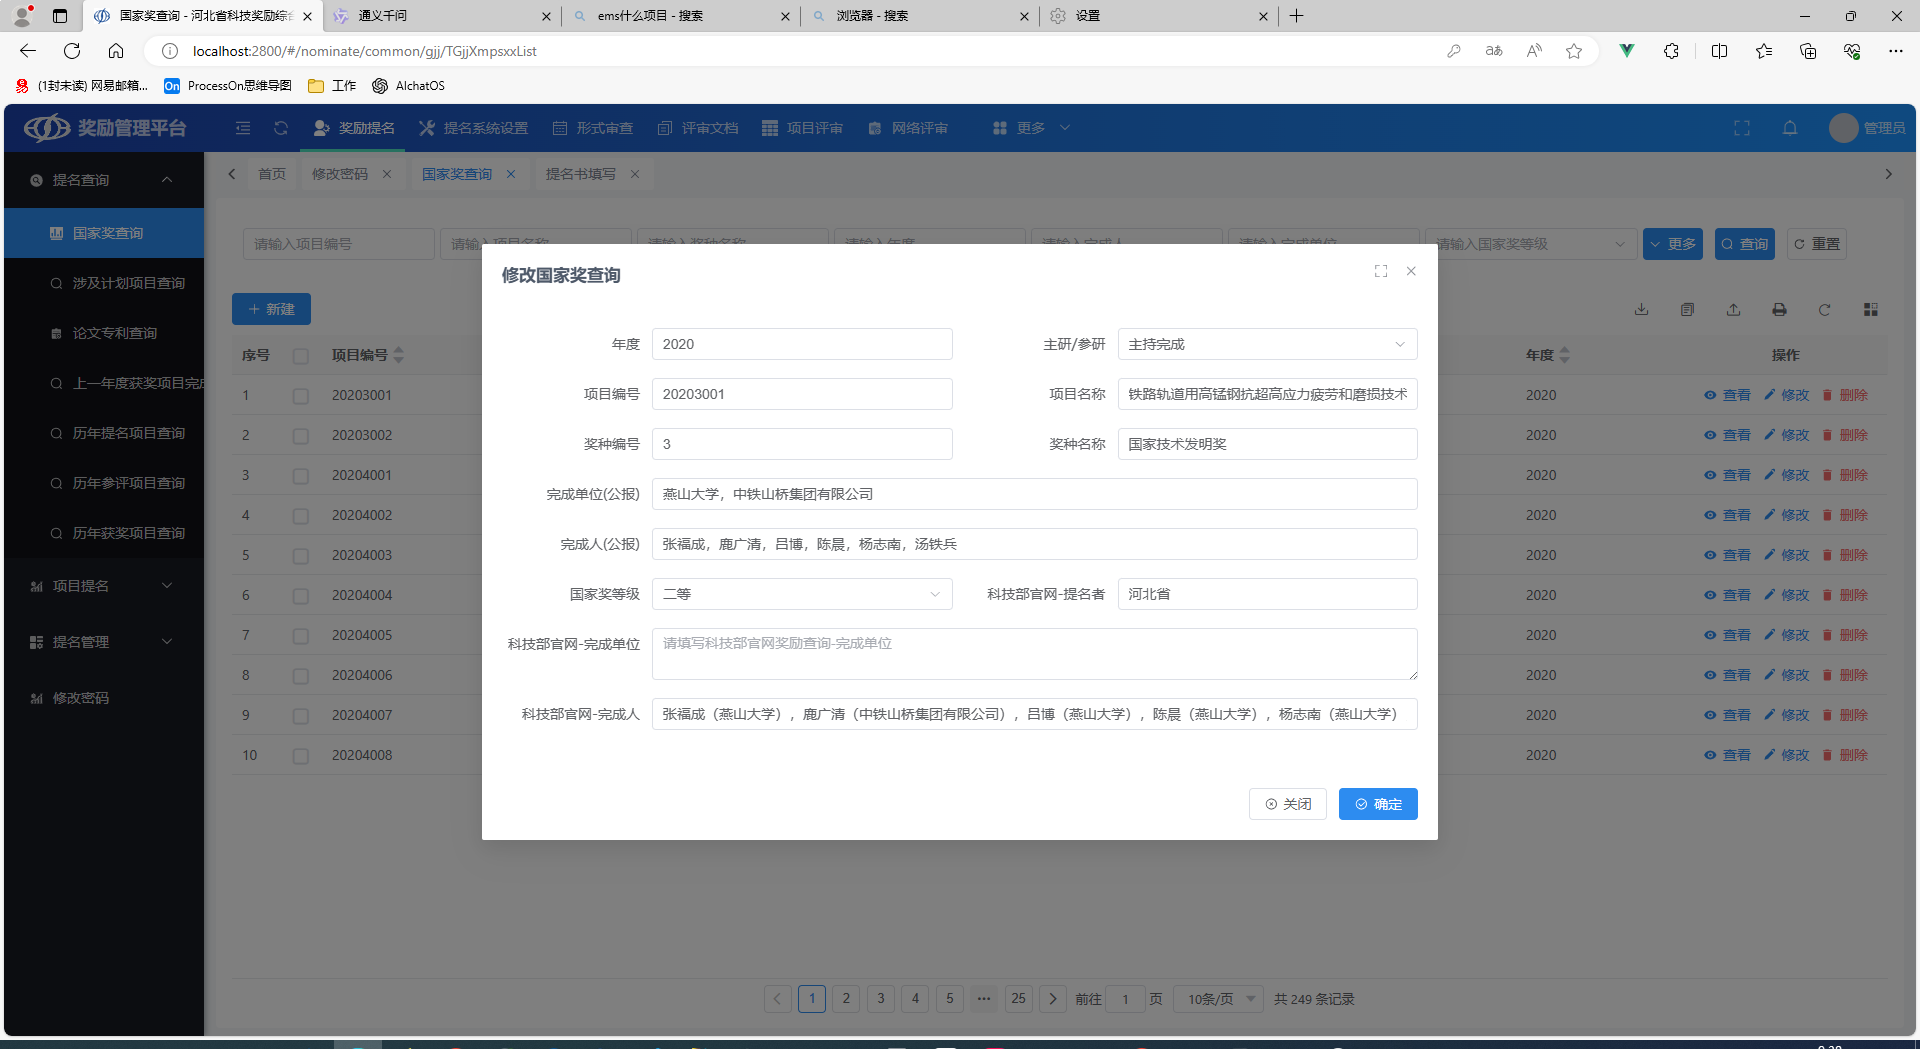 国家奖查询 - 河北省科技奖励综合
通义千问
ems什么项目 - 搜索
浏览器 - 搜索
设置
localhost:2800/#/nominate/common/gjj/TGjjXmpsxxList
(1封未读) 网易邮箱...
On ProcessOn思维导图
工作
AIchatOS
奖励管理平台
奖励提名
提名系统设置
形式审查
评审文档
项目评审
网络评审
更多
管理员
提名查询
国家奖查询
涉及计划项目查询
论文专利查询
上一年度获奖项目完成
历年提名项目查询
历年参评项目查询
历年获奖项目查询
项目提名
提名管理
修改密码
首页
修改密码
国家奖查询
提名书填写
请输入项目编号
请输入项目名称
请输入奖种名称
请输入年度
请输入完成人
请输入完成单位
请输入国家奖等级
更多
查询
重置
新建
序号 项目编号 年度 操作
1 20203001 2020 查看 修改 删除
2 20203002 2020 查看 修改 删除
3 20204001 2020 查看 修改 删除
4 20204002 2020 查看 修改 删除
5 20204003 2020 查看 修改 删除
6 20204004 2020 查看 修改 删除
7 20204005 2020 查看 修改 删除
8 20204006 2020 查看 修改 删除
9 20204007 2020 查看 修改 删除
10 20204008 2020 查看 修改 删除
修改国家奖查询
年度 2020 主研/参研 主持完成
项目编号 20203001 项目名称 铁路轨道用高锰钢抗超高应力疲劳和磨损技术
奖种编号 3 奖种名称 国家技术发明奖
完成单位(公报) 燕山大学，中铁山桥集团有限公司
完成人(公报) 张福成，鹿广清，吕博，陈晨，杨志南，汤铁兵
国家奖等级 二等 科技部官网-提名者 河北省
科技部官网-完成单位 请填写科技部官网奖励查询-完成单位
科技部官网-完成人 张福成（燕山大学）, 鹿广清（中铁山桥集团有限公司）, 吕博（燕山大学）, 陈晨（燕山大学）, 杨志南（燕山大学）
关闭
确定
1 2 3 4 5 ••• 25 前往 1 页 10条/页 共 249 条记录